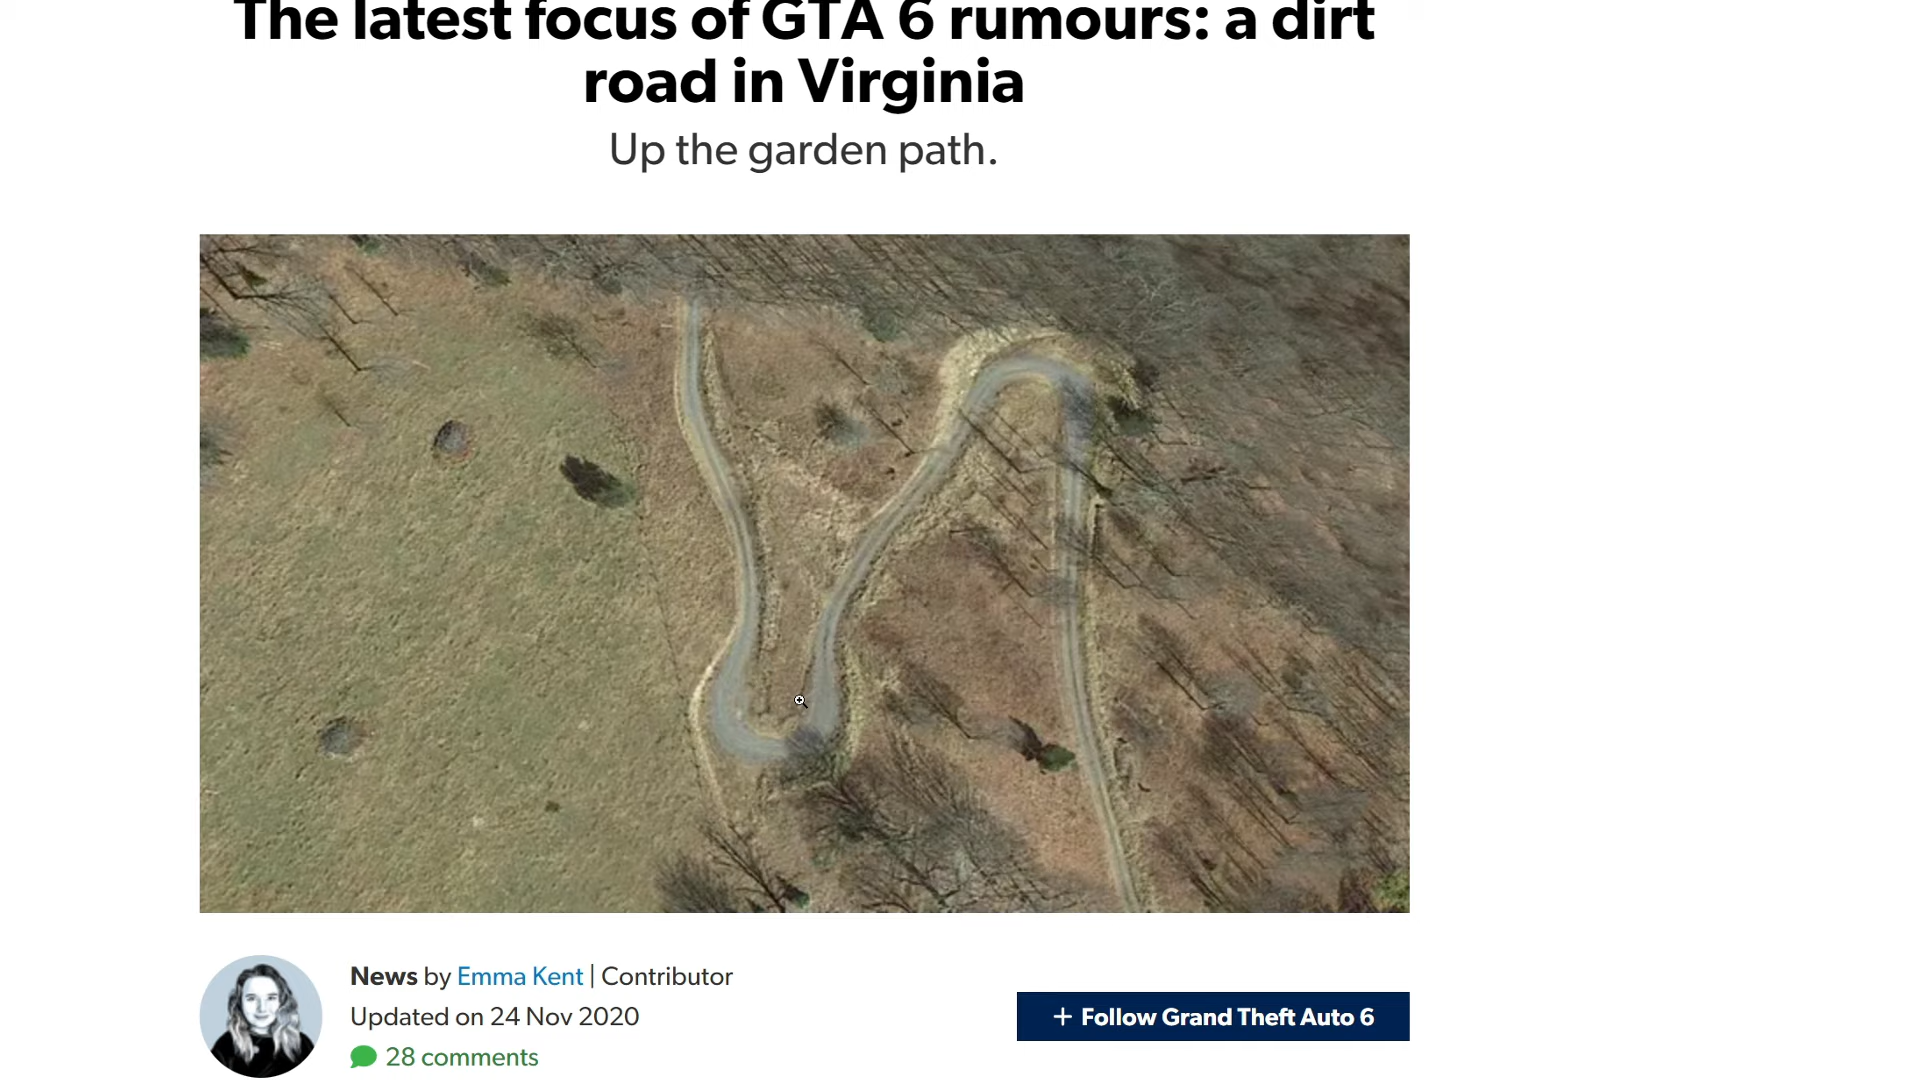 The latest focus of GTA 6 rumours: a dirt
road in Virginia
Up the garden path.
News by Emma Kent | Contributor
Updated on 24 Nov 2020
28 comments
+ Follow Grand Theft Auto 6